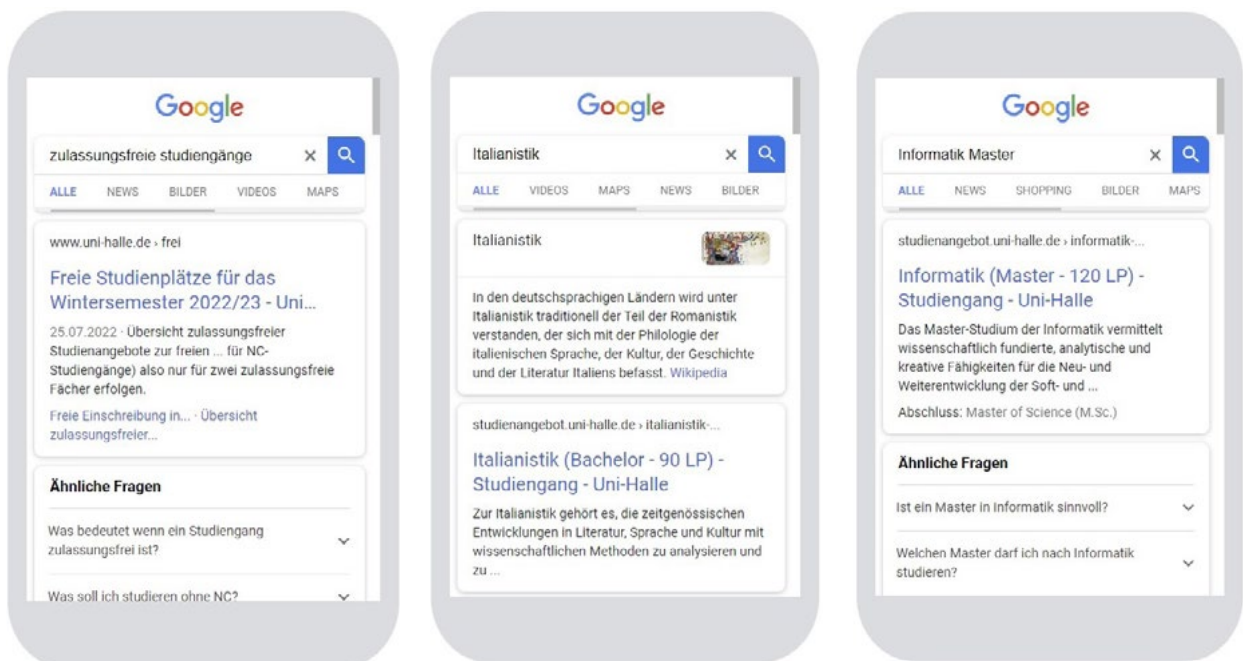 Google
zulassungsfreie studiengänge
ALLE NEWS BILDER VIDEOS MAPS
www.uni-halle.de › frei
Freie Studienplätze für das
Wintersemester 2022/23 - Uni...
25.07.2022 · Übersicht zulassungsfreier
Studienangebote zur freien ... für NC-
Studiengänge) also nur für zwei zulassungsfreie
Fächer erfolgen.
Freie Einschreibung in... · Übersicht
zulassungsfreier...
Ähnliche Fragen
Was bedeutet wenn ein Studiengang
zulassungsfrei ist?
Was soll ich studieren ohne NC?
Google
Italianistik
ALLE VIDEOS MAPS NEWS BILDER
Italianistik
In den deutschsprachigen Ländern wird unter
Italianistik traditionell der Teil der Romanistik
verstanden, der sich mit der Philologie der
italienischen Sprache, der Kultur, der Geschichte
und der Literatur Italiens befasst. Wikipedia
studienangebot.uni-halle.de › italianistik-...
Italianistik (Bachelor - 90 LP) -
Studiengang - Uni-Halle
Zur Italianistik gehört es, die zeitgenössischen
Entwicklungen in Literatur, Sprache und Kultur mit
wissenschaftlichen Methoden zu analysieren und
zu ...
Google
Informatik Master
ALLE NEWS SHOPPING BILDER MAPS
studienangebot.uni-halle.de › informatik-...
Informatik (Master - 120 LP) -
Studiengang - Uni-Halle
Das Master-Studium der Informatik vermittelt
wissenschaftlich fundierte, analytische und
kreative Fähigkeiten für die Neu- und
Weiterentwicklung der Soft- und ...
Abschluss: Master of Science (M.Sc.)
Ähnliche Fragen
Ist ein Master in Informatik sinnvoll?
Welchen Master darf ich nach Informatik
studieren?